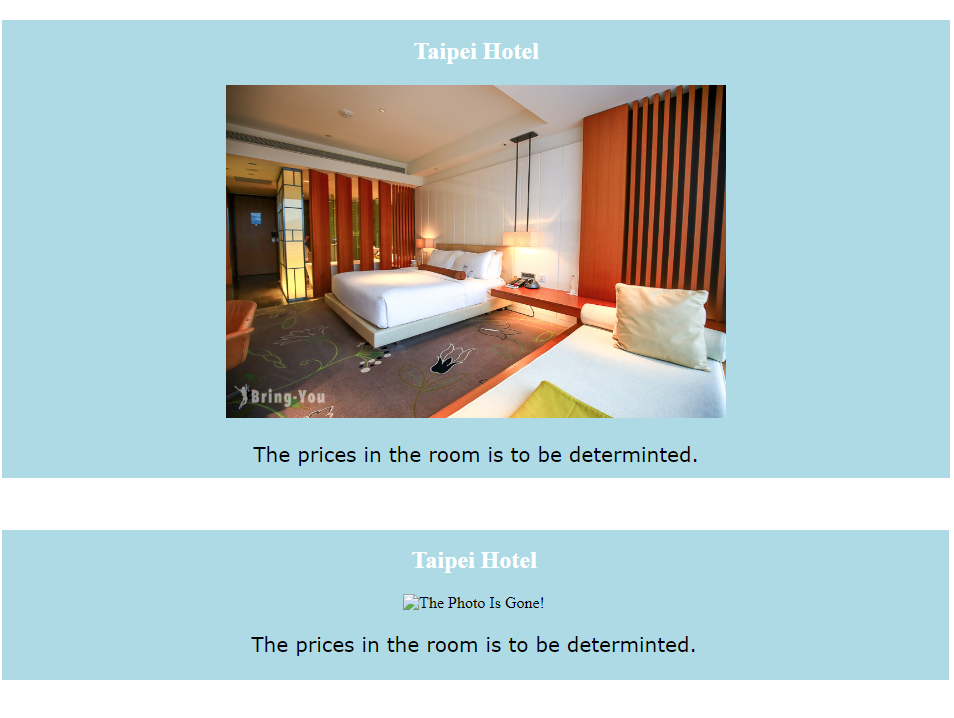 Taipei Hotel
Bring-You
The prices in the room is to be determinted.
Taipei Hotel
The Photo Is Gone!
The prices in the room is to be determinted.